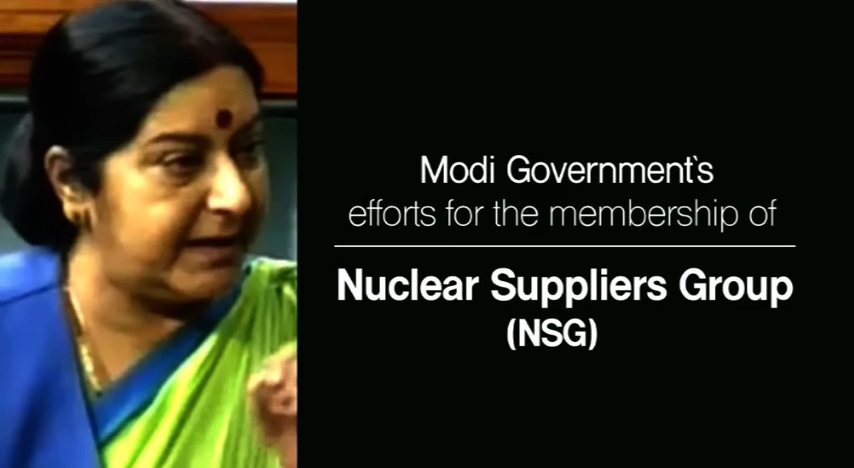 Modi Government`s
efforts for the membership of
Nuclear Suppliers Group
(NSG)